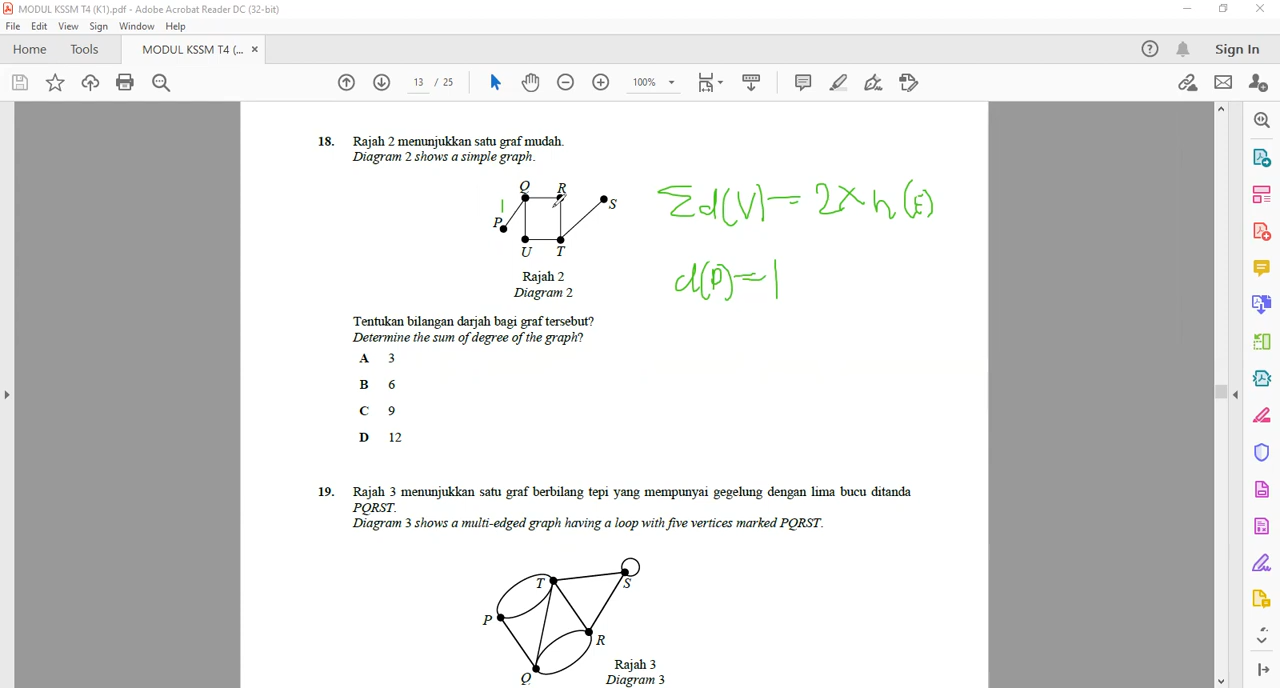 MODUL KSSM T4 (K1).pdf - Adobe Acrobat Reader DC (32-bit)
File Edit View Sign Window Help
Home Tools MODUL KSSM T4 (... × Sign In
13 / 25 100%
18. Rajah 2 menunjukkan satu graf mudah.
Diagram 2 shows a simple graph.
Q R
1 S
P
U T
Σd(V) = 2 × n(E)
d(P) = 1
Rajah 2
Diagram 2
Tentukan bilangan darjah bagi graf tersebut?
Determine the sum of degree of the graph?
A 3
B 6
C 9
D 12
19. Rajah 3 menunjukkan satu graf berbilang tepi yang mempunyai gegelung dengan lima bucu ditanda
PQRST.
Diagram 3 shows a multi-edged graph having a loop with five vertices marked PQRST.
T S
P
R
Q
Rajah 3
Diagram 3